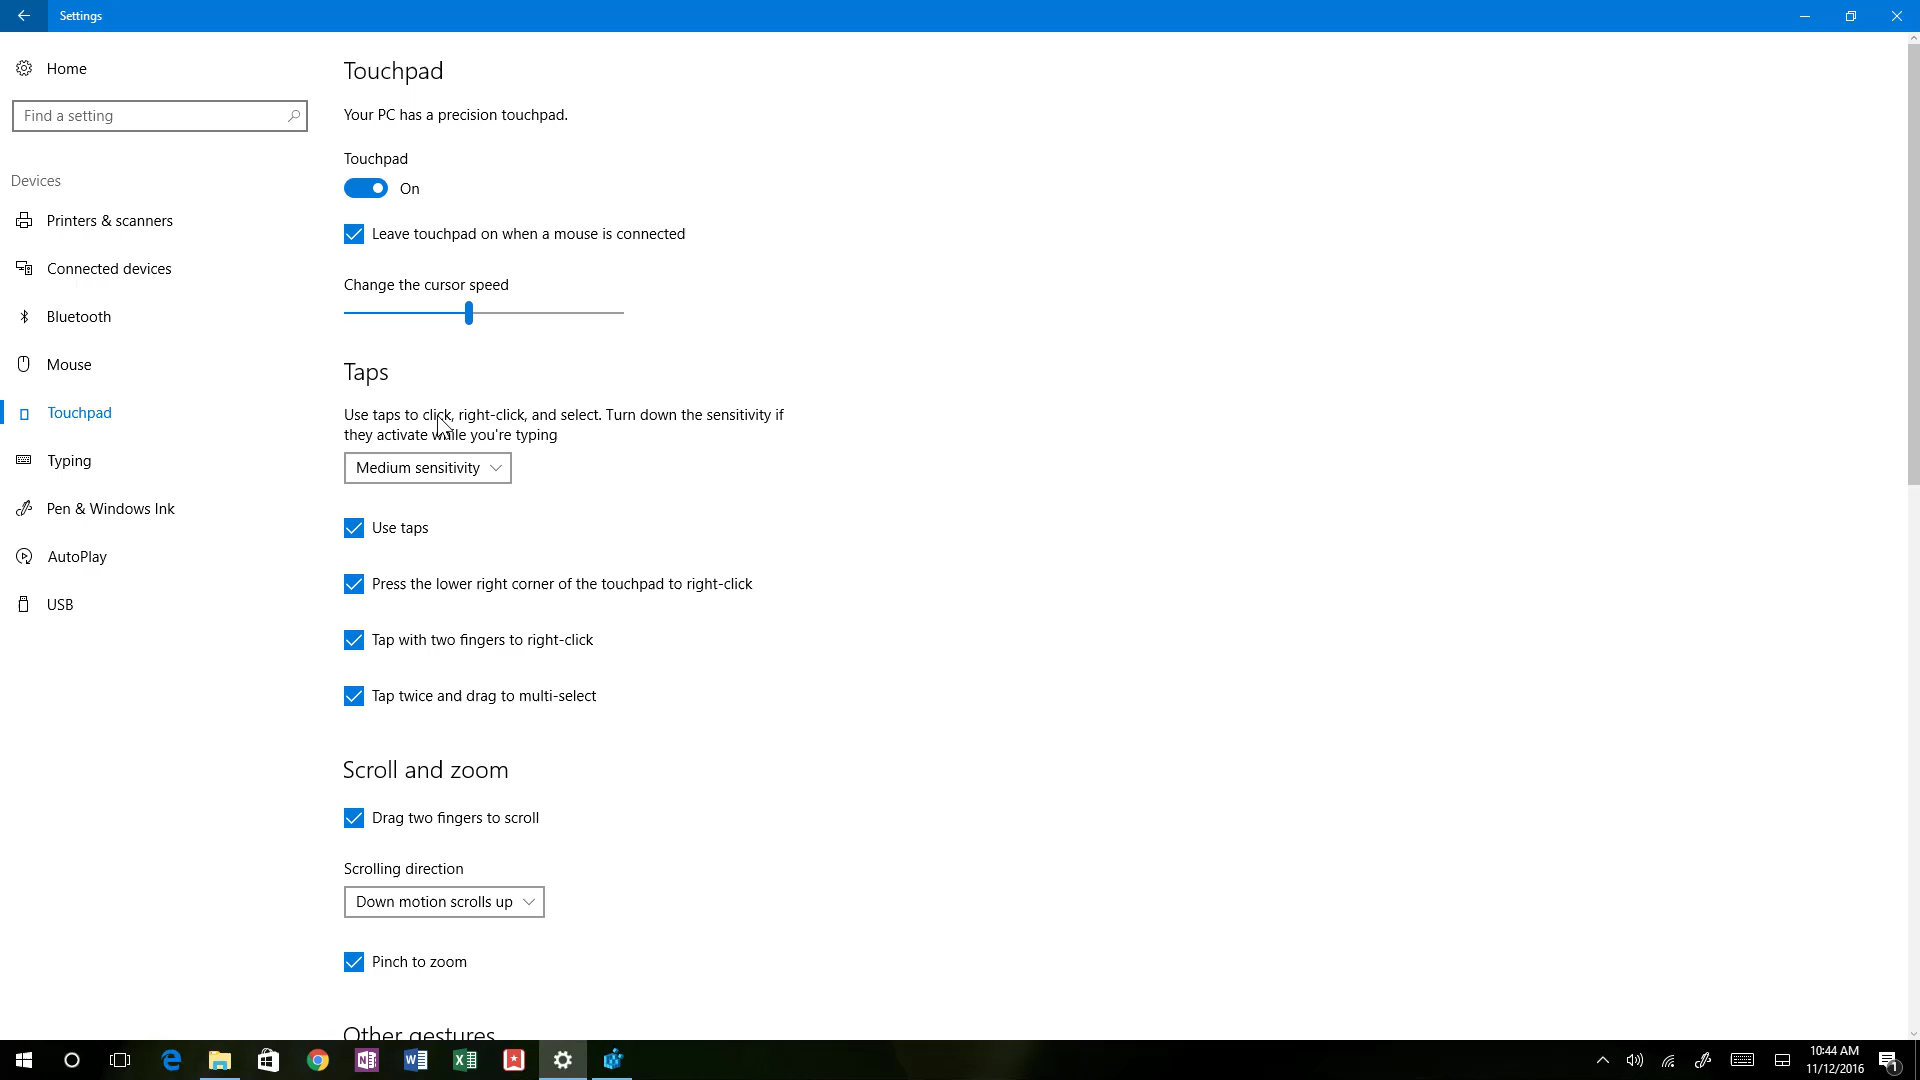 Settings
Home
Find a setting
Devices
Printers & scanners
Connected devices
Bluetooth
Mouse
Touchpad
Typing
Pen & Windows Ink
AutoPlay
USB
Touchpad
Your PC has a precision touchpad.
Touchpad
On
Leave touchpad on when a mouse is connected
Change the cursor speed
Taps
Use taps to click, right-click, and select. Turn down the sensitivity if
they activate while you're typing
Medium sensitivity
Use taps
Press the lower right corner of the touchpad to right-click
Tap with two fingers to right-click
Tap twice and drag to multi-select
Scroll and zoom
Drag two fingers to scroll
Scrolling direction
Down motion scrolls up
Pinch to zoom
Other gestures
10:44 AM
11/12/2016
1